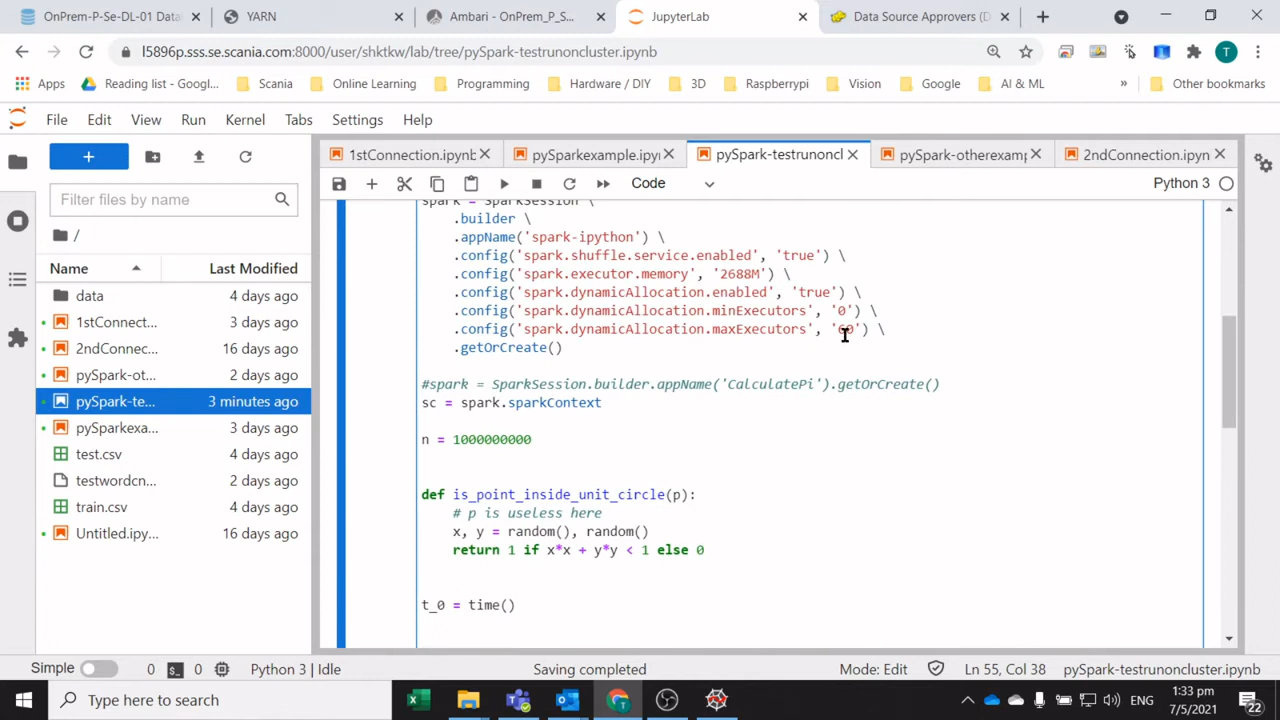 OnPrem-P-Se-DL-01 Data
YARN
Ambari - OnPrem_P_S...
JupyterLab
Data Source Approvers (D
l5896p.sss.se.scania.com:8000/user/shktkw/lab/tree/pySpark-testrunoncluster.ipynb
T
Apps
Reading list - Googl...
Scania
Online Learning
Programming
Hardware / DIY
3D
Raspberrypi
Vision
Google
AI & ML
»
Other bookmarks
File
Edit
View
Run
Kernel
Tabs
Settings
Help
1stConnection.ipynb
pySparkexample.ipyn
pySpark-testruncl
pySpark-otherexam
2ndConnection.ipyn
Code
Python 3
Filter files by name
/
Name
Last Modified
data 4 days ago
1stConnect... 3 days ago
2ndConnec... 16 days ago
pySpark-ot... 2 days ago
pySpark-te... 3 minutes ago
pySparkexa... 3 days ago
test.csv 4 days ago
testwordcn... 4 days ago
train.csv 4 days ago
Untitled.ipy... 16 days ago
spark = SparkSession \
.builder \
.appName('spark-ipython') \
.config('spark.shuffle.service.enabled', 'true') \
.config('spark.executor.memory', '2688M') \
.config('spark.dynamicAllocation.enabled', 'true') \
.config('spark.dynamicAllocation.minExecutors', '0') \
.config('spark.dynamicAllocation.maxExecutors', ') \
.getOrCreate()
#spark = SparkSession.builder.appName('CalculatePi').getOrCreate()
sc = spark.sparkContext
n = 1000000000
def is_point_inside_unit_circle(p):
# p is useless here
x, y = random(), random()
return 1 if x*x + y*y < 1 else 0
t_0 = time()
Simple
0
0
Python 3 | Idle
Saving completed
Mode: Edit
Ln 55, Col 38
pySpark-testrunoncluster.ipynb
Type here to search
ENG
1:33 pm
7/5/2021
22